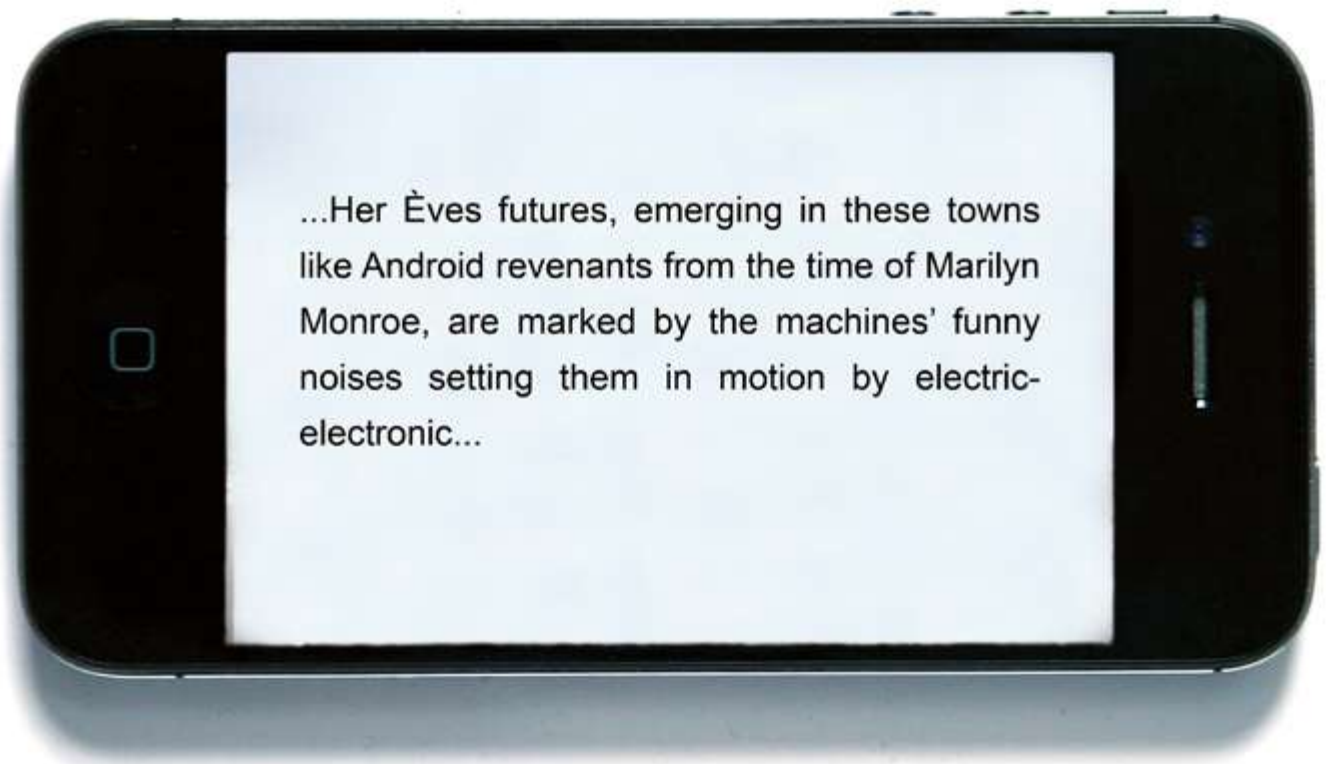 ...Her Èves futures, emerging in these towns
like Android revenants from the time of Marilyn
Monroe, are marked by the machines’ funny
noises setting them in motion by electric-
electronic...